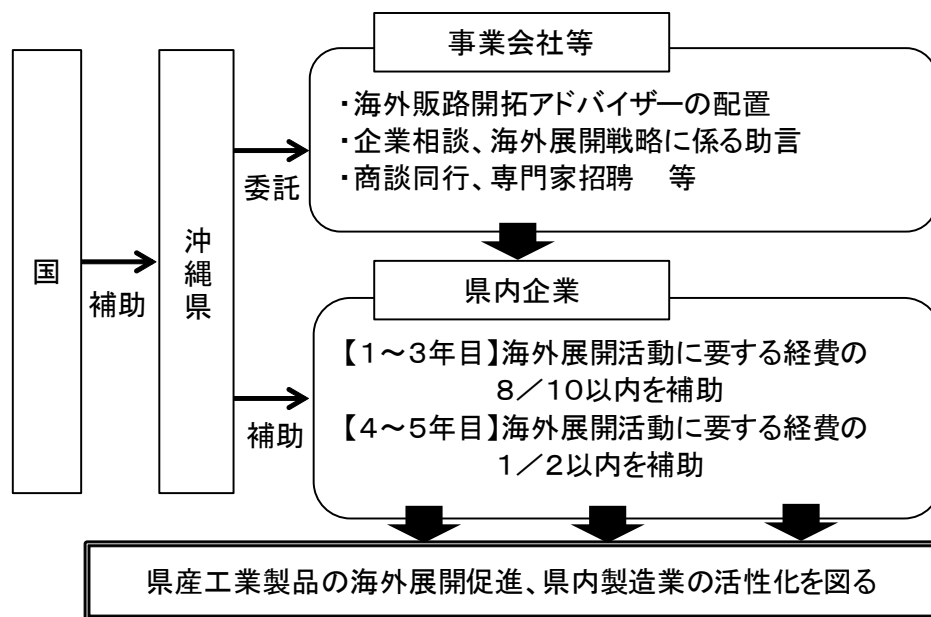 国
補助
沖縄県
委託
補助
事業会社等
・海外販路開拓アドバイザーの配置
・企業相談、海外展開戦略に係る助言
・商談同行、専門家招聘　等
県内企業
【１～３年目】海外展開活動に要する経費の
８／１０以内を補助
【４～５年目】海外展開活動に要する経費の
１／２以内を補助
県産工業製品の海外展開促進、県内製造業の活性化を図る